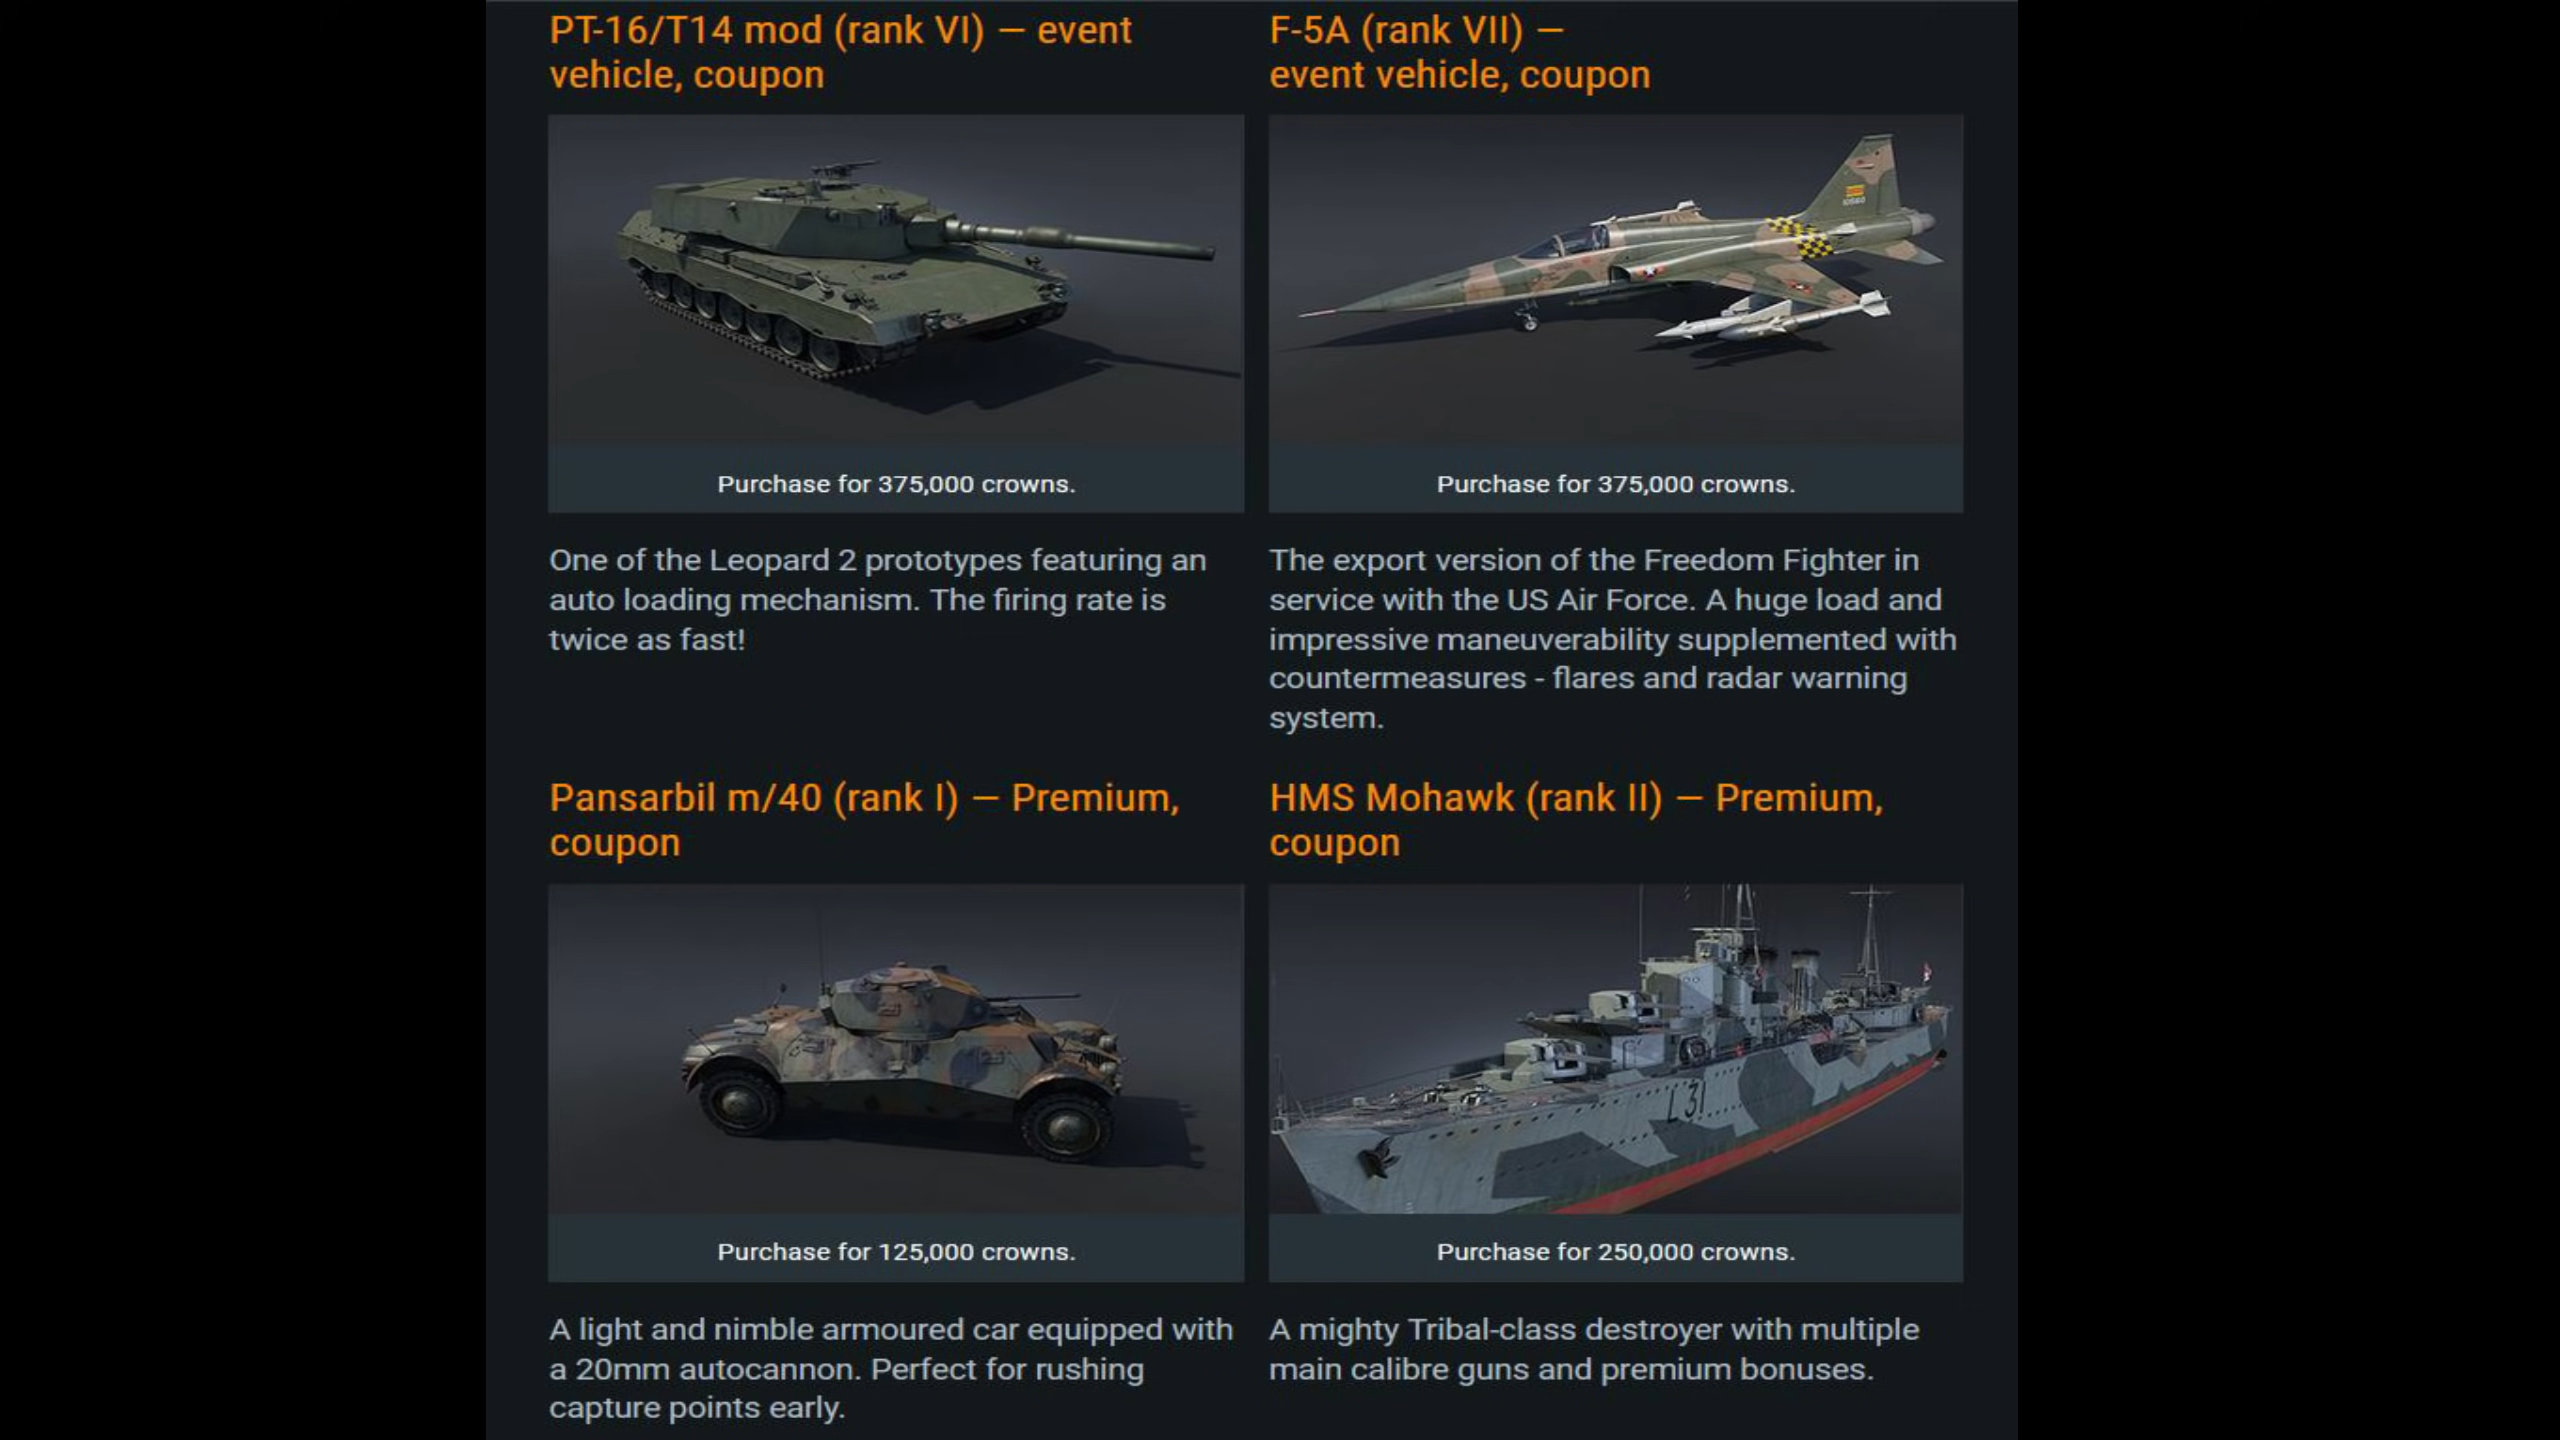 PT-16/T14 mod (rank VI) — event
vehicle, coupon
Purchase for 375,000 crowns.
One of the Leopard 2 prototypes featuring an
auto loading mechanism. The firing rate is
twice as fast!
F-5A (rank VII) —
event vehicle, coupon
10560
Purchase for 375,000 crowns.
The export version of the Freedom Fighter in
service with the US Air Force. A huge load and
impressive maneuverability supplemented with
countermeasures - flares and radar warning
system.
Pansarbil m/40 (rank I) — Premium,
coupon
Purchase for 125,000 crowns.
A light and nimble armoured car equipped with
a 20mm autocannon. Perfect for rushing
capture points early.
HMS Mohawk (rank II) — Premium,
coupon
L 31
Purchase for 250,000 crowns.
A mighty Tribal-class destroyer with multiple
main calibre guns and premium bonuses.